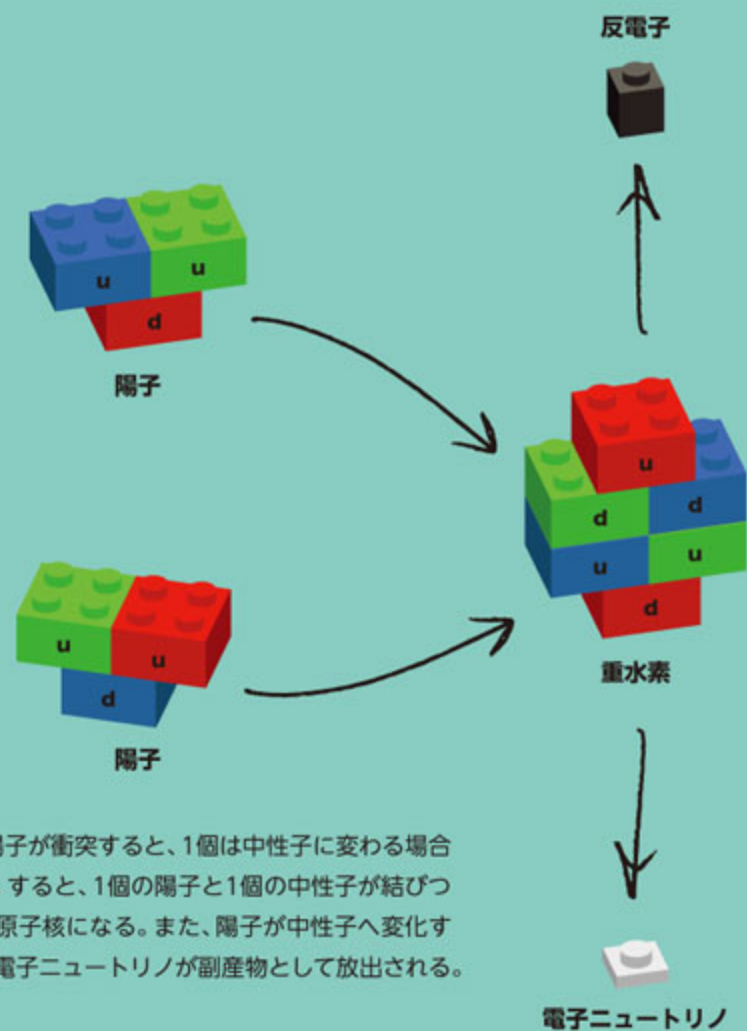 反電子
u
u
d
陽子
u
d
d
u
u
d
重水素
u
u
d
陽子
子が衝突すると、1個は中性子に変わる場合
すると、1個の陽子と1個の中性子が結びつ
原子核になる。また、陽子が中性子へ変化す
電子ニュートリノが副産物として放出される。
電子ニュートリノ